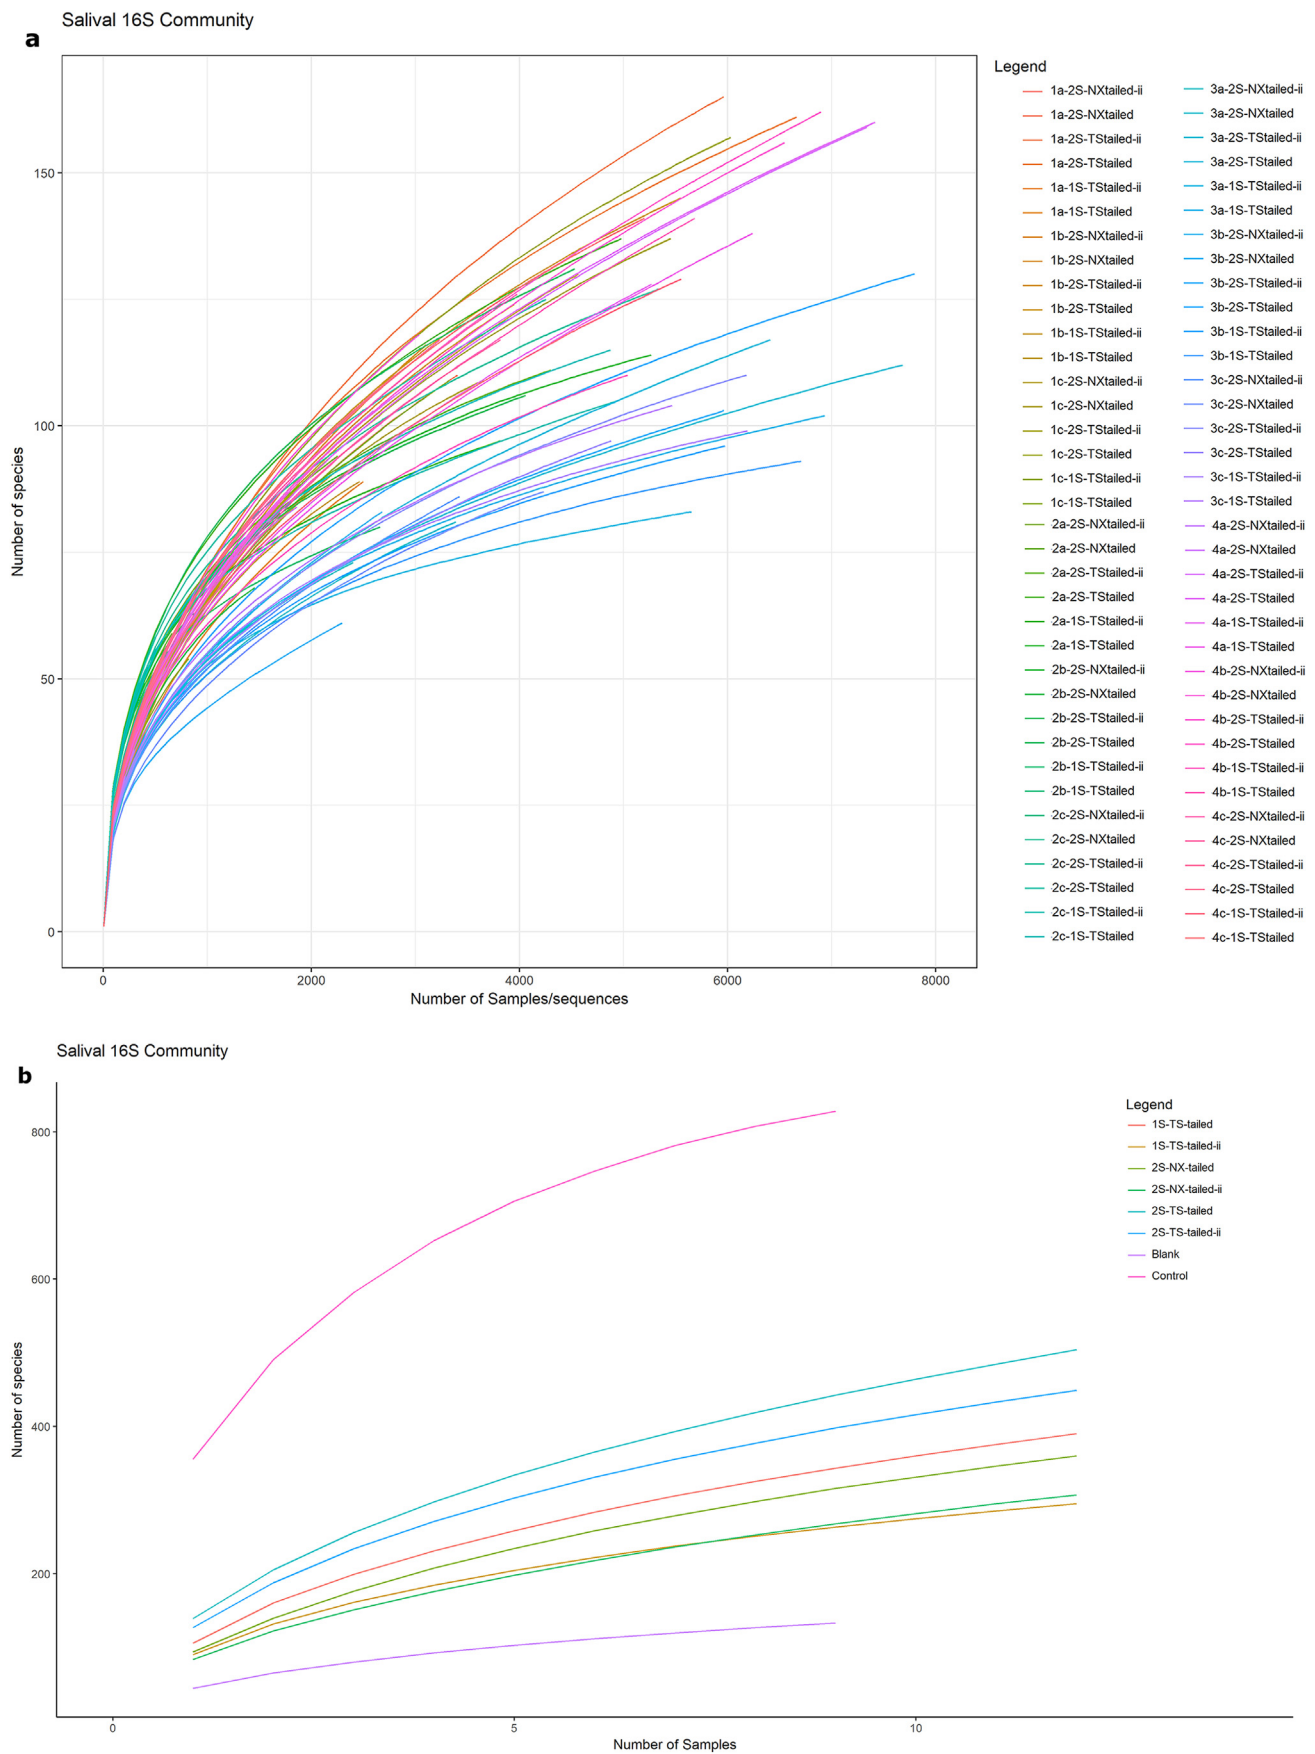 Salival 16S Community
a
150
100
50
0
Number of species
0 2000 4000 6000 8000
Number of Samples/sequences
Legend
1a-2S-NXtailed-ii
1a-2S-NXtailed
1a-2S-TStailed-ii
1a-2S-TStailed
1a-1S-TStailed-ii
1a-1S-TStailed
1b-2S-NXtailed-ii
1b-2S-NXtailed
1b-2S-TStailed-ii
1b-2S-TStailed
1b-1S-TStailed-ii
1b-1S-TStailed
1c-2S-NXtailed-ii
1c-2S-NXtailed
1c-2S-TStailed-ii
1c-2S-TStailed
1c-1S-TStailed-ii
1c-1S-TStailed
2a-2S-NXtailed-ii
2a-2S-NXtailed
2a-2S-TStailed-ii
2a-2S-TStailed
2a-1S-TStailed-ii
2a-1S-TStailed
2b-2S-NXtailed-ii
2b-2S-NXtailed
2b-2S-TStailed-ii
2b-2S-TStailed
2b-1S-TStailed-ii
2b-1S-TStailed
2c-2S-NXtailed-ii
2c-2S-NXtailed
2c-2S-TStailed-ii
2c-2S-TStailed
2c-1S-TStailed-ii
2c-1S-TStailed
3a-2S-NXtailed-ii
3a-2S-NXtailed
3a-2S-TStailed-ii
3a-2S-TStailed
3a-1S-TStailed-ii
3a-1S-TStailed
3b-2S-NXtailed-ii
3b-2S-NXtailed
3b-2S-TStailed-ii
3b-2S-TStailed
3b-1S-TStailed-ii
3b-1S-TStailed
3c-2S-NXtailed-ii
3c-2S-NXtailed
3c-2S-TStailed-ii
3c-2S-TStailed
3c-1S-TStailed-ii
3c-1S-TStailed
4a-2S-NXtailed-ii
4a-2S-NXtailed
4a-2S-TStailed-ii
4a-2S-TStailed
4a-1S-TStailed-ii
4a-1S-TStailed
4b-2S-NXtailed-ii
4b-2S-NXtailed
4b-2S-TStailed-ii
4b-2S-TStailed
4b-1S-TStailed-ii
4b-1S-TStailed
4c-2S-NXtailed-ii
4c-2S-NXtailed
4c-2S-TStailed-ii
4c-2S-TStailed
4c-1S-TStailed-ii
4c-1S-TStailed
Salival 16S Community
b
800
600
400
200
Number of species
0 5 10
Number of Samples
Legend
1S-TS-tailed
1S-TS-tailed-ii
2S-NX-tailed
2S-NX-tailed-ii
2S-TS-tailed
2S-TS-tailed-ii
Blank
Control